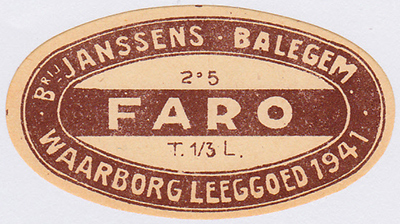 Brij. JANSSENS · BALEGEM ·
2°5
FARO
T. 1/3 L.
WAARBORG LEEGGOED 1941